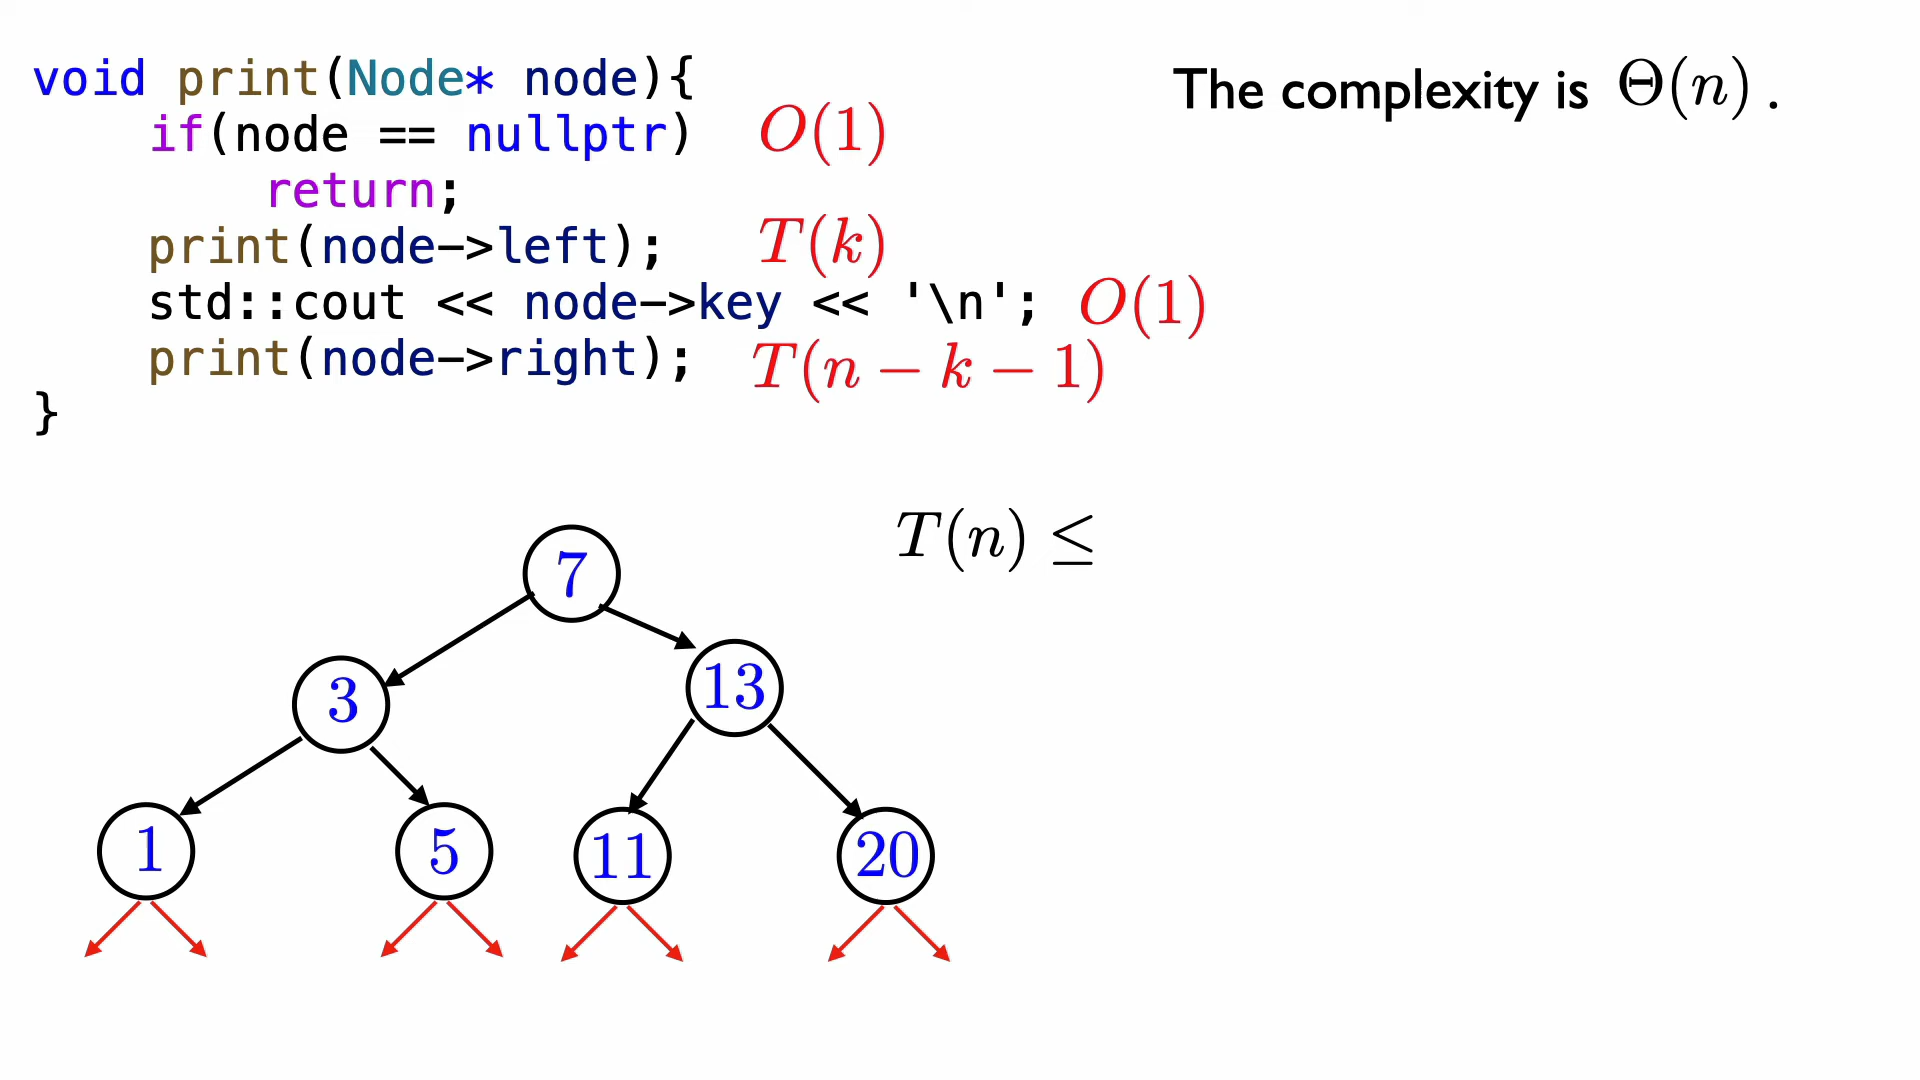 void print(Node* node){
    if(node == nullptr) O(1)
        return;
    print(node->left); T(k)
    std::cout << node->key << '\n'; O(1)
    print(node->right); T(n − k − 1)
}
The complexity is Θ(n) .
T(n) ≤
7
3
13
1
5
11
20